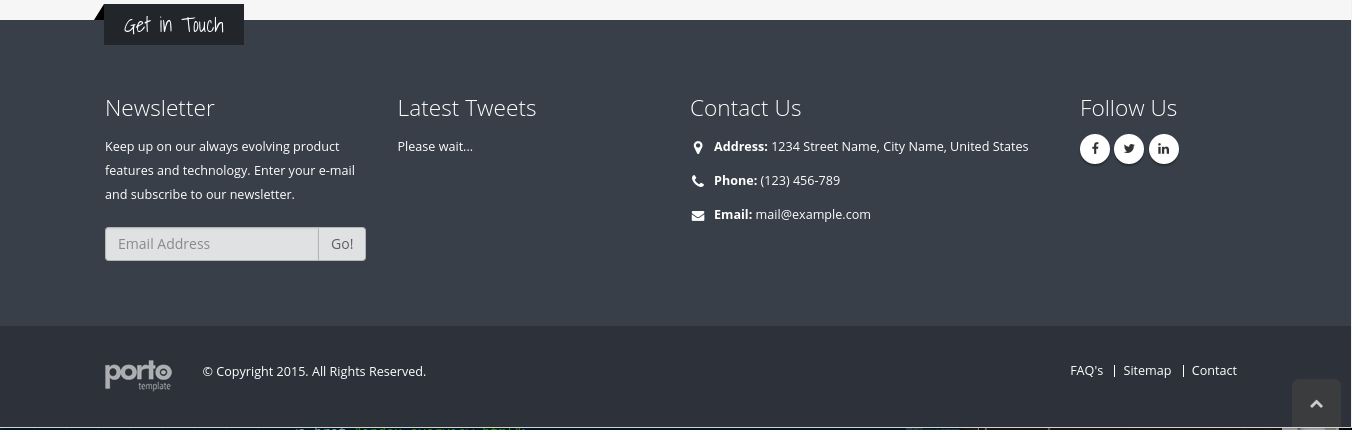 Get in Touch
Newsletter
Keep up on our always evolving product
features and technology. Enter your e-mail
and subscribe to our newsletter.
Email Address Go!
Latest Tweets
Please wait...
Contact Us
Address: 1234 Street Name, City Name, United States
Phone: (123) 456-789
Email: mail@example.com
Follow Us
porto
template
© Copyright 2015. All Rights Reserved.
FAQ's | Sitemap | Contact